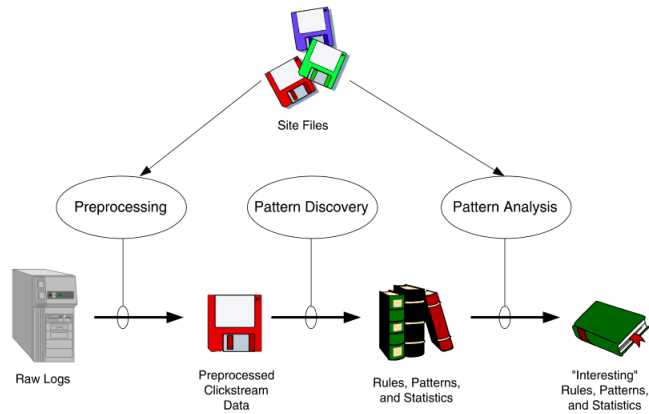 Site Files
Preprocessing
Pattern Discovery
Pattern Analysis
Raw Logs
Preprocessed
Clickstream
Data
Rules, Patterns,
and Statistics
"Interesting"
Rules, Patterns,
and Statistics